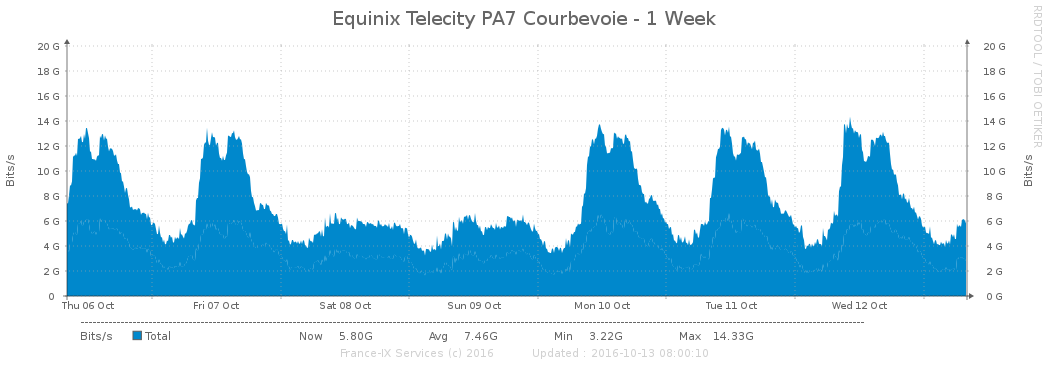 Equinix Telecity PA7 Courbevoie - 1 Week
RRDTOOL / TOBI OETIKER
Bits/s
20 G
18 G
16 G
14 G
12 G
10 G
8 G
6 G
4 G
2 G
0
20 G
18 G
16 G
14 G
12 G
10 G
8 G
6 G
4 G
2 G
0 G
Bits/s
Thu 06 Oct Fri 07 Oct Sat 08 Oct Sun 09 Oct Mon 10 Oct Tue 11 Oct Wed 12 Oct
Bits/s Total Now 5.80G Avg 7.46G Min 3.22G Max 14.33G
France-IX Services (c) 2016 Updated : 2016-10-13 08:00:10